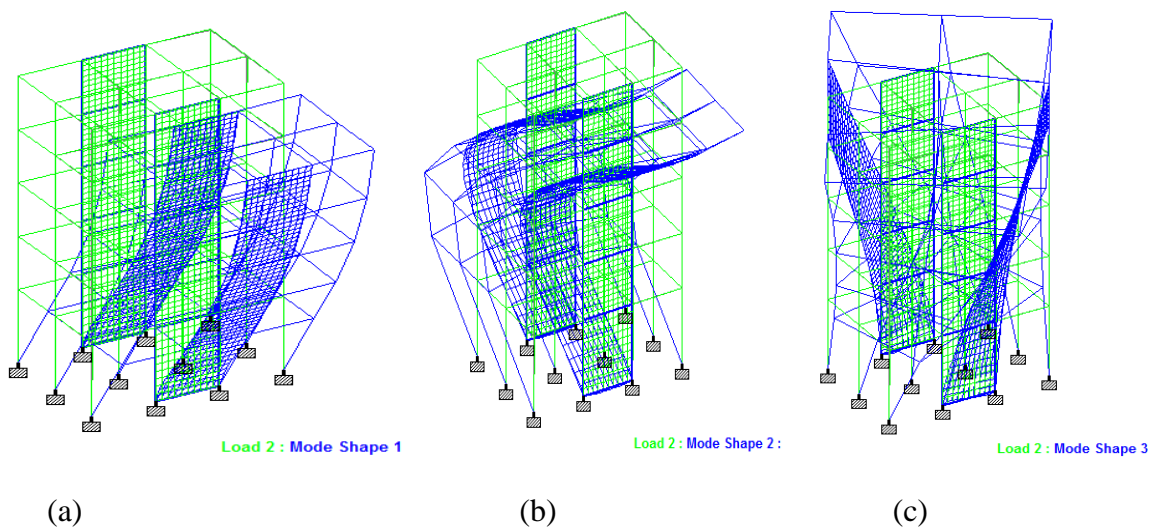 Load 2 : Mode Shape 1
Load 2 : Mode Shape 2 :
Load 2 : Mode Shape 3
(a)
(b)
(c)